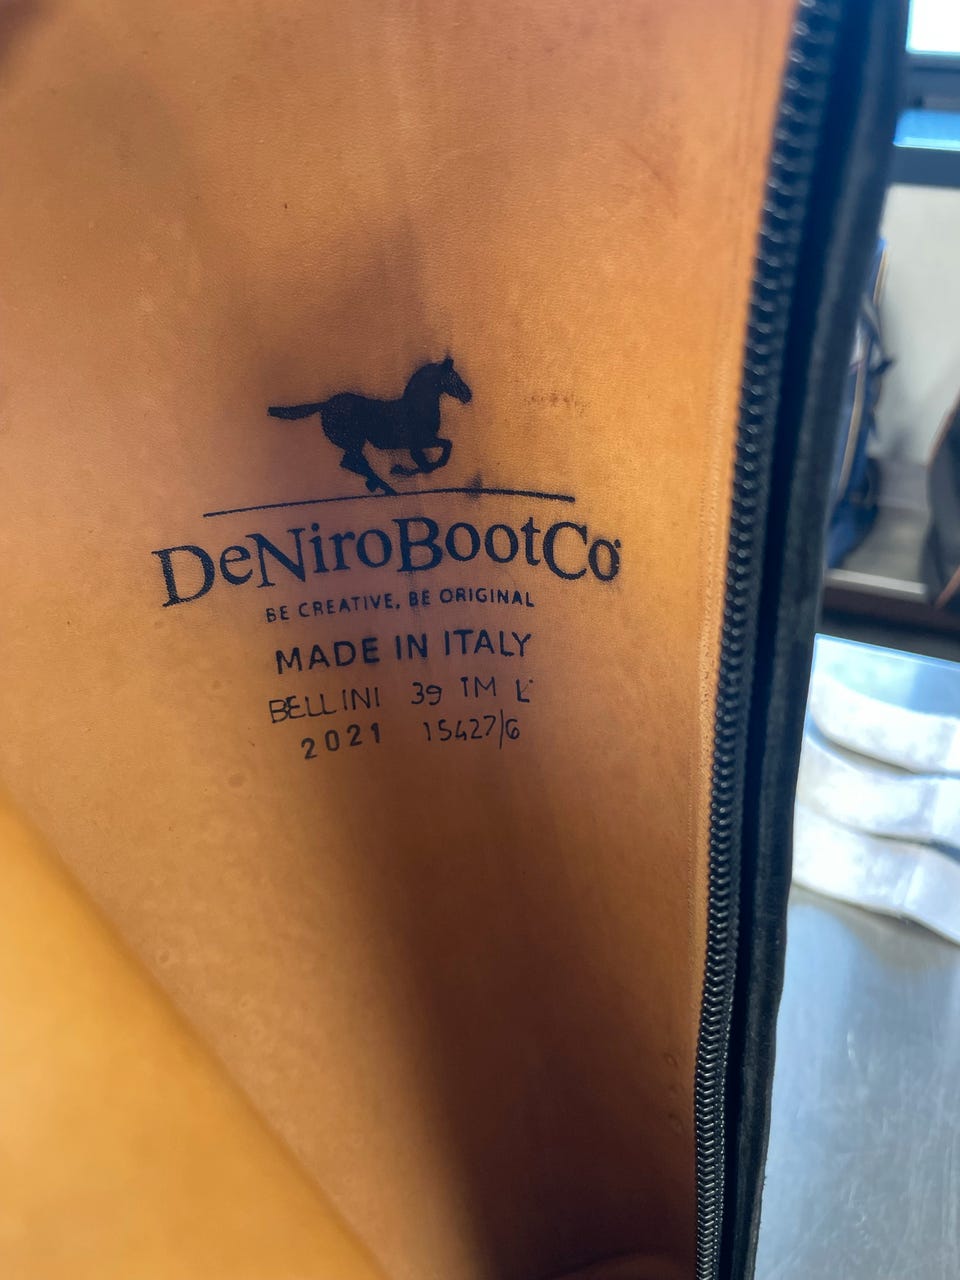 DeNiroBootCo
BE CREATIVE, BE ORIGINAL
MADE IN ITALY
BELLINI 39 TM L
2021 15427/6